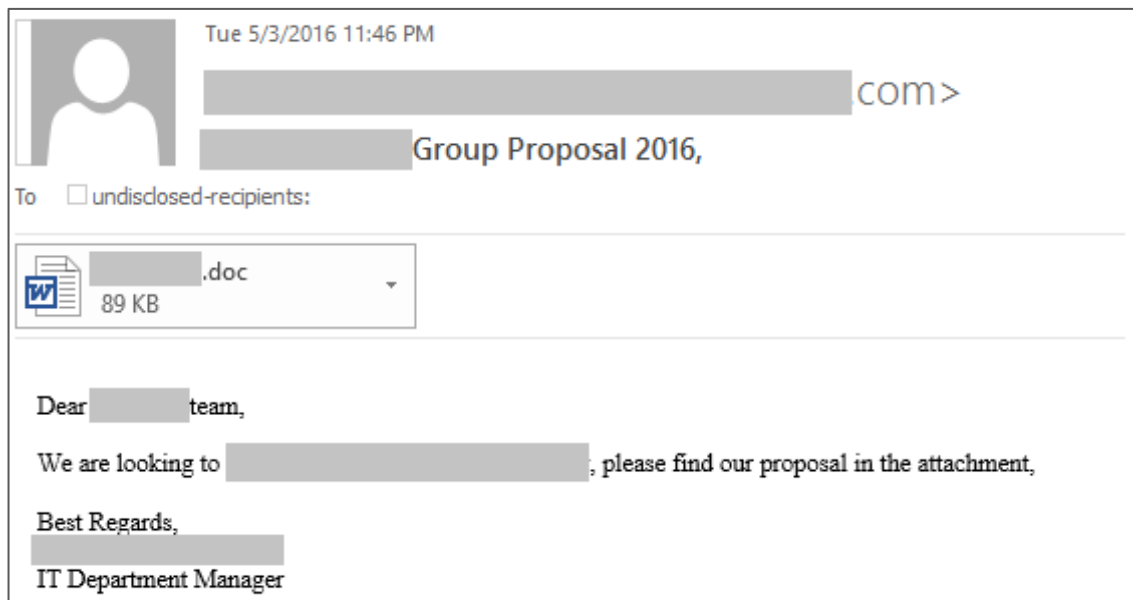 Tue 5/3/2016 11:46 PM
.com>
Group Proposal 2016,
To undisclosed-recipients:
.doc
89 KB
Dear team,
We are looking to , please find our proposal in the attachment,
Best Regards,
IT Department Manager